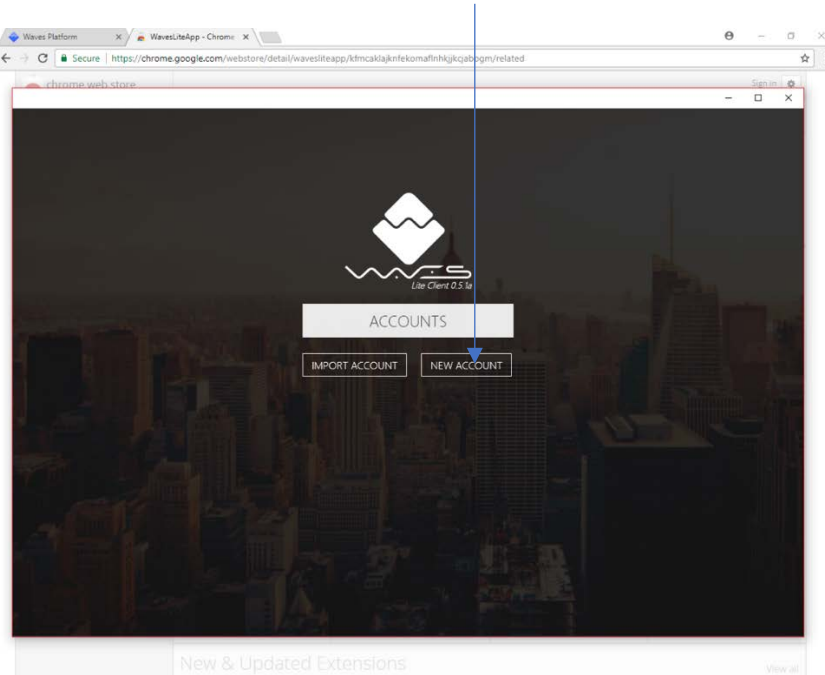 Waves Platform
WavesLiteApp - Chrome
Secure
https://chrome.google.com/webstore/detail/wavesliteapp/kfmcaklajknfekomaflnhkjjkcjabogm/related
chrome web store
Sign in
WAVES
Lite Client 0.5.1a
ACCOUNTS
IMPORT ACCOUNT
NEW ACCOUNT
New & Updated Extensions
View all